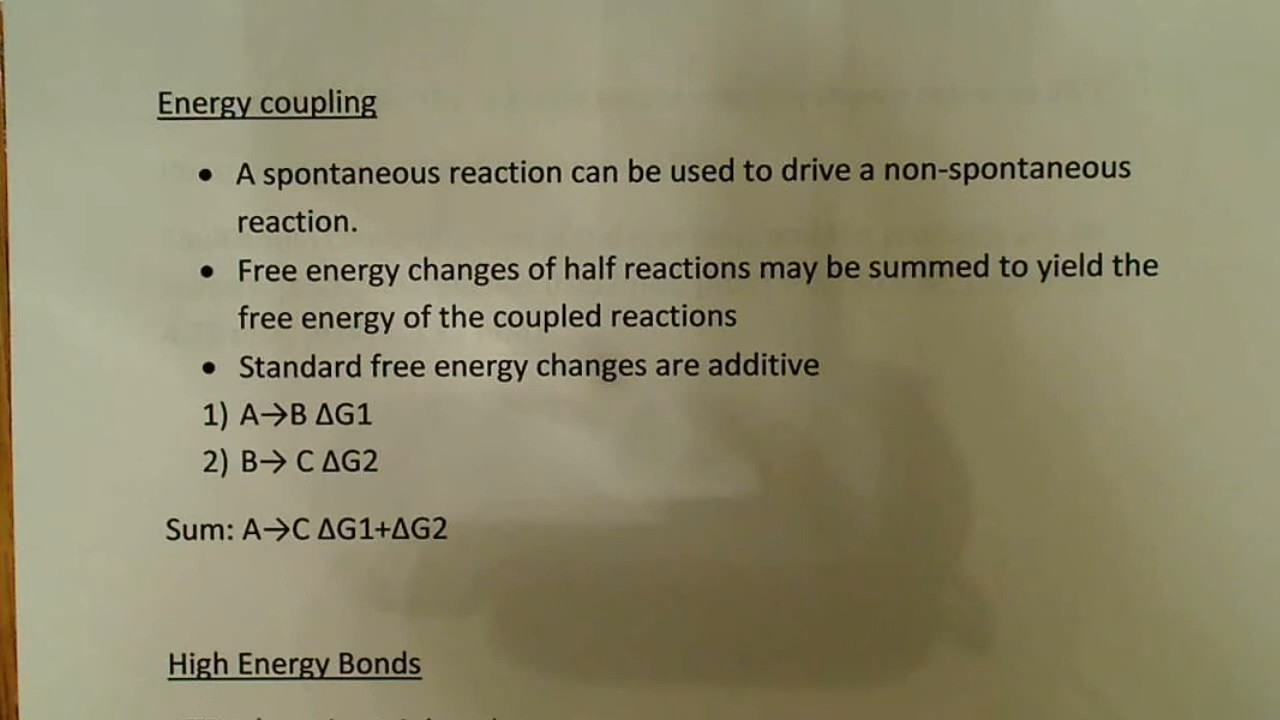 Energy coupling
• A spontaneous reaction can be used to drive a non-spontaneous
reaction.
• Free energy changes of half reactions may be summed to yield the
free energy of the coupled reactions
• Standard free energy changes are additive
1) A→B ΔG1
2) B→ C ΔG2
Sum: A→C ΔG1+ΔG2
High Energy Bonds